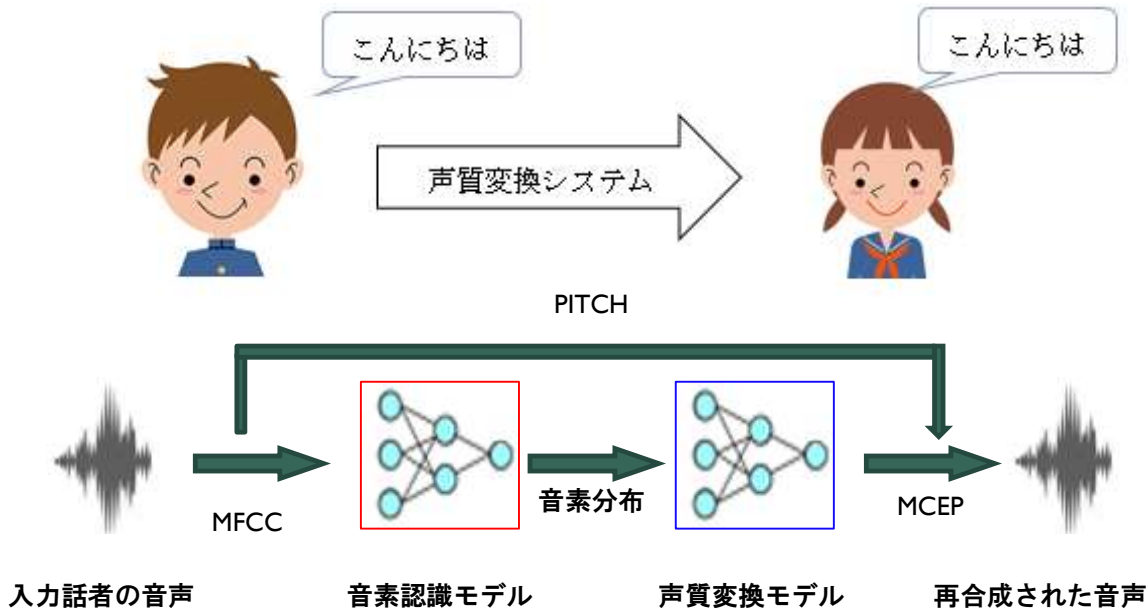 こんにちは
こんにちは
声質変換システム
PITCH
音素分布
MFCC
MCEP
入力話者の音声
音素認識モデル
声質変換モデル
再合成された音声